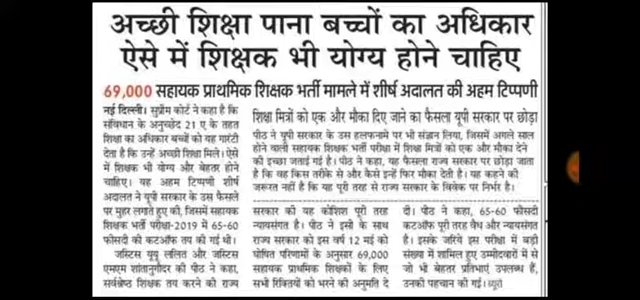 अच्छी शिक्षा पाना बच्चों का अधिकार
ऐसे में शिक्षक भी योग्य होने चाहिए
69,000 सहायक प्राथमिक शिक्षक भर्ती मामले में शीर्ष अदालत की अहम टिप्पणी
नई दिल्ली। सुप्रीम कोर्ट ने कहा है कि
संविधान के अनुच्छेद 21 ए के तहत
शिक्षा का अधिकार बच्चों को यह गारंटी
देता है कि उन्हें अच्छी शिक्षा मिले। ऐसे
में शिक्षक भी योग्य और बेहतर होने
चाहिए। यह अहम टिप्पणी शीर्ष
अदालत ने यूपी सरकार के उस फैसले
पर मुहर लगाते हुए की, जिसमें सहायक
शिक्षक भर्ती परीक्षा-2019 में 65-60
फीसदी की कटऑफ तय की गई थी।
जस्टिस यूयू ललित और जस्टिस
एमएम शांतानुगौदर की पीठ ने कहा,
सर्वश्रेष्ठ शिक्षक तय करने की राज्य
शिक्षा मित्रों को एक और मौका दिए जाने का फैसला यूपी सरकार पर छोड़ा
पीठ ने यूपी सरकार के उस हलफनामे पर भी संज्ञान लिया, जिसमें अगले साल
होने वाली सहायक शिक्षक भर्ती परीक्षा में शिक्षा मित्रों को एक और मौका देने
की इच्छा जताई गई है। पीठ ने कहा, यह फैसला राज्य सरकार पर छोड़ा जाता
है कि वह किस तरीके से और कैसे इन्हें फिर मौका देती है। यह कहने की
जरूरत नहीं है कि यह पूरी तरह से राज्य सरकार के विवेक पर निर्भर है।
सरकार की यह कोशिश पूरी तरह
न्यायसंगत है। पीठ ने इसी के साथ
राज्य सरकार को इस वर्ष 12 मई को
घोषित परिणामों के अनुसार 69,000
सहायक प्राथमिक शिक्षकों के लिए
सभी रिक्तियों को भरने की अनुमति दे
दी। पीठ ने कहा, 65-60 फीसदी
कटऑफ पूरी तरह वैध और न्यायसंगत
है। इसके जरिये इस परीक्षा में बड़ी
संख्या में शामिल हुए उम्मीदवारों में से
जो भी बेहतर प्रतिभाएं उपलब्ध हैं,
उनकी पहचान की गई। ब्यूरो